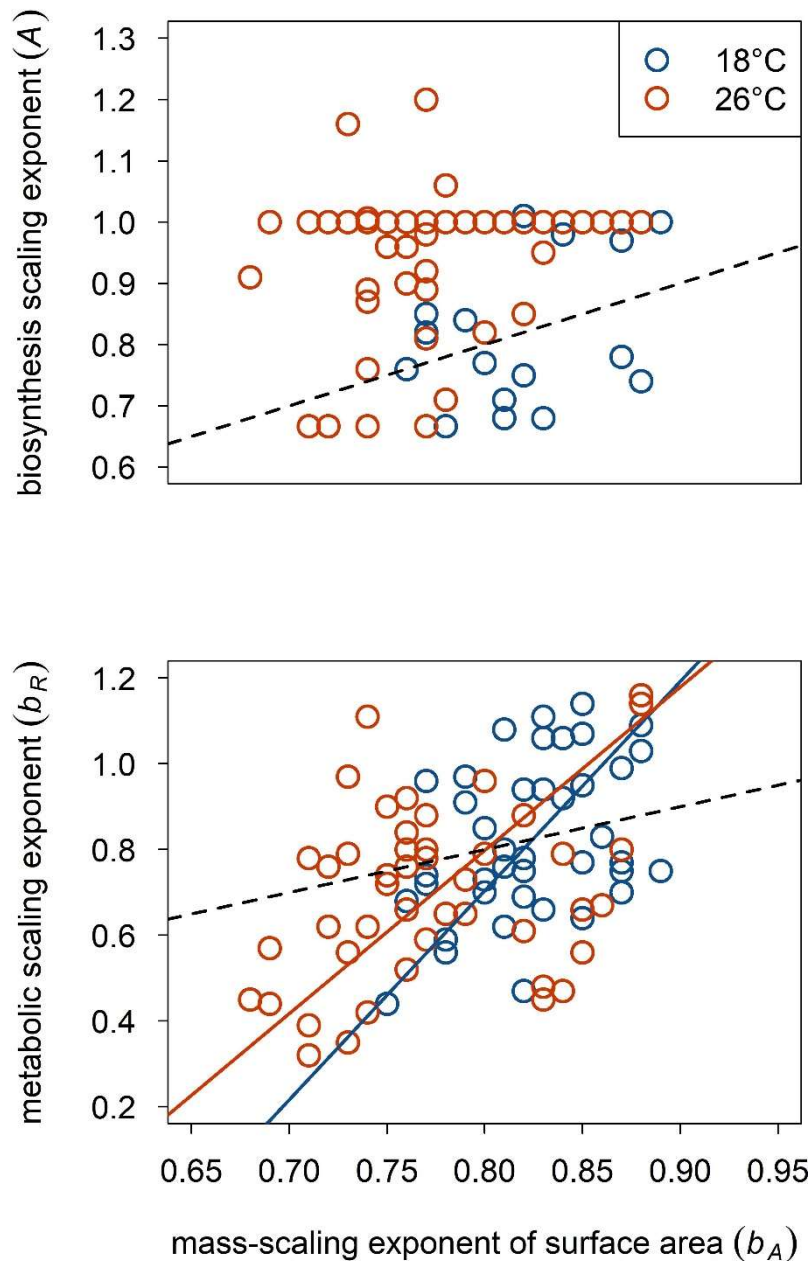 biosynthesis scaling exponent (A)
1.3
1.2
1.1
1.0
0.9
0.8
0.7
0.6
18°C
26°C
metabolic scaling exponent (b_R)
1.2
1.0
0.8
0.6
0.4
0.2
0.65 0.70 0.75 0.80 0.85 0.90 0.95
mass-scaling exponent of surface area (b_A)